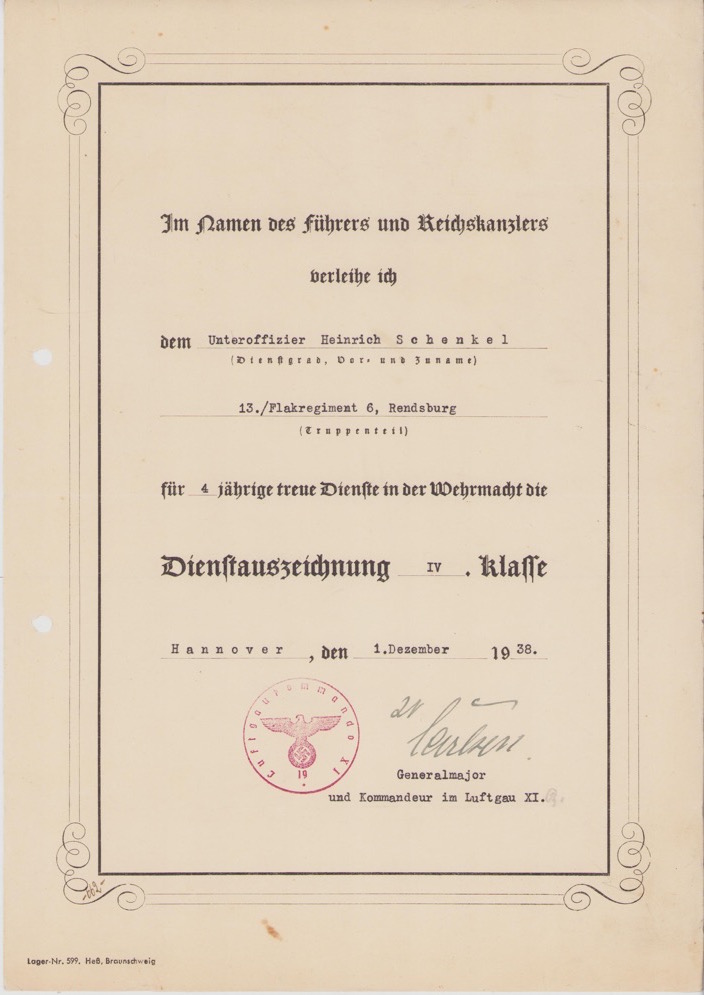 Im Namen des Führers und Reichskanzlers
verleihe ich
dem Unteroffizier Heinrich Schenkel
(Dienstgrad, Vor- und Zuname)
13./Flakregiment 6, Rendsburg
(Truppenteil)
für 4 jährige treue Dienste in der Wehrmacht die
Dienstauszeichnung IV. Klasse
Hannover, den 1.Dezember 1938.
Luftgaukommando XI
19
Generalmajor
und Kommandeur im Luftgau XI.
-002-
Lager-Nr. 599. Heß, Braunschweig